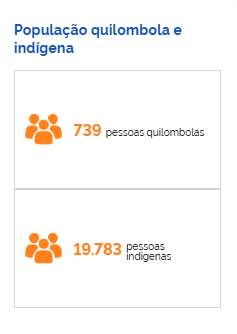 População quilombola e
indígena
739 pessoas quilombolas
19.783 pessoas
indígenas